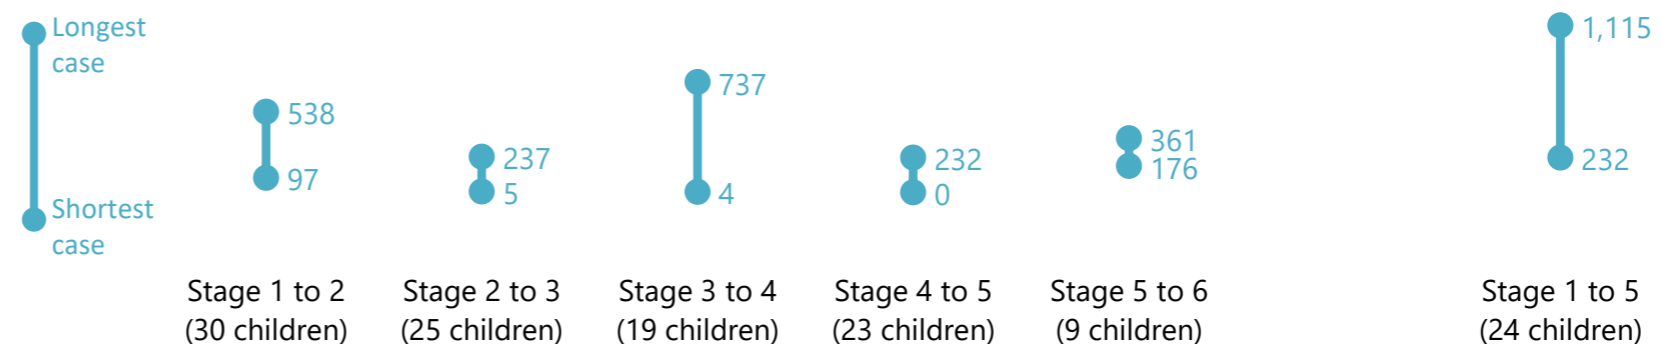 Longest
case
Shortest
case
538
97
237
5
737
4
232
0
361
176
1,115
232
Stage 1 to 2
(30 children)
Stage 2 to 3
(25 children)
Stage 3 to 4
(19 children)
Stage 4 to 5
(23 children)
Stage 5 to 6
(9 children)
Stage 1 to 5
(24 children)